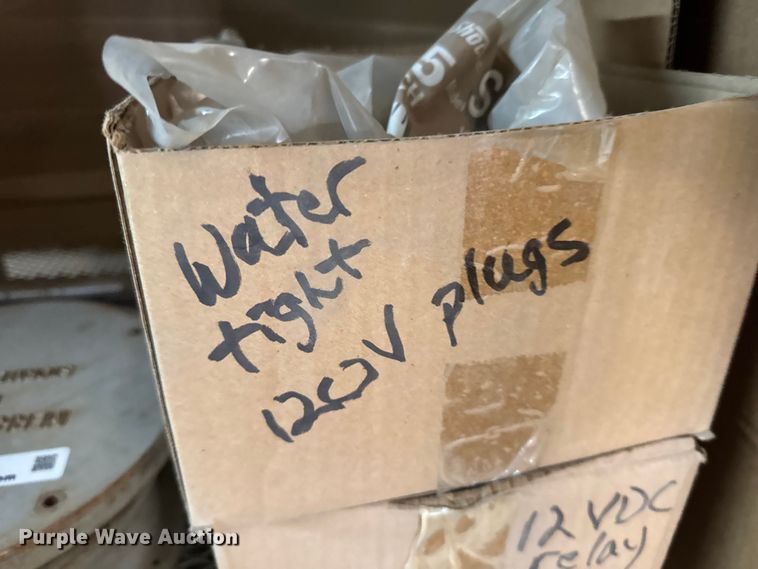 Water
tight
120V plugs
12 VDC
relay
Purple Wave Auction